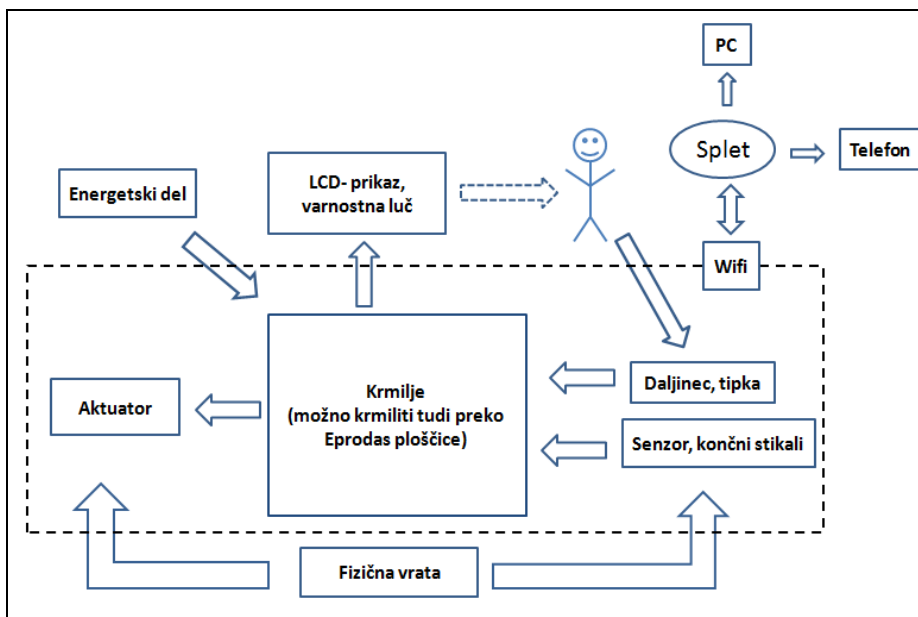 PC
Splet
Telefon
LCD- prikaz,
varnostna luč
Energetski del
Wifi
Krmilje
(možno krmiliti tudi preko
Eprodas ploščice)
Daljinec, tipka
Aktuator
Senzor, končni stikali
Fizična vrata